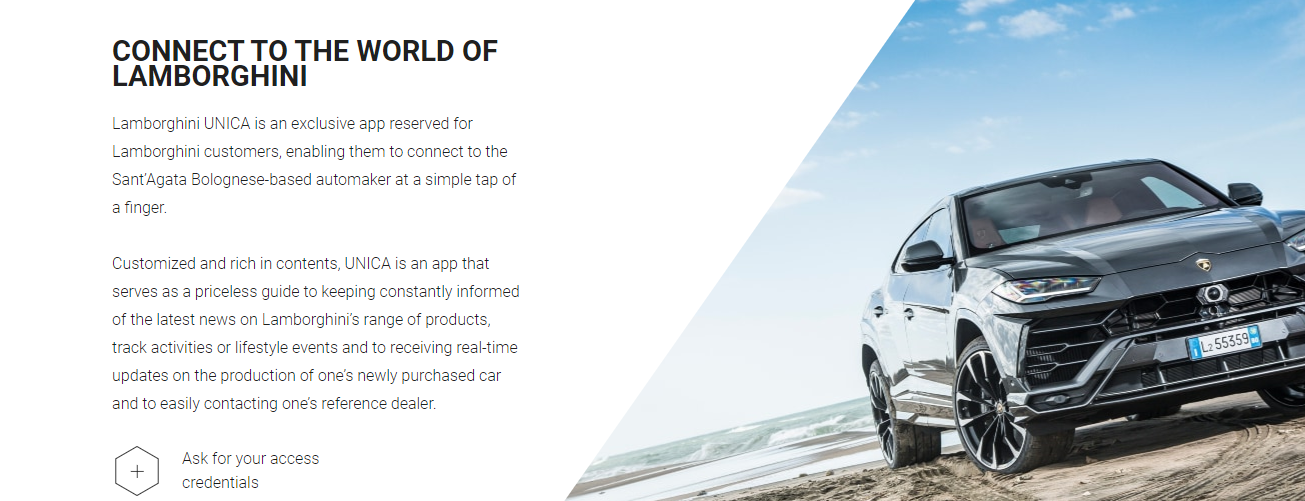 CONNECT TO THE WORLD OF
LAMBORGHINI
Lamborghini UNICA is an exclusive app reserved for
Lamborghini customers, enabling them to connect to the
Sant’Agata Bolognese-based automaker at a simple tap of
a finger.
Customized and rich in contents, UNICA is an app that
serves as a priceless guide to keeping constantly informed
of the latest news on Lamborghini’s range of products,
track activities or lifestyle events and to receiving real-time
updates on the production of one’s newly purchased car
and to easily contacting one’s reference dealer.
Ask for your access
credentials
L2 55359